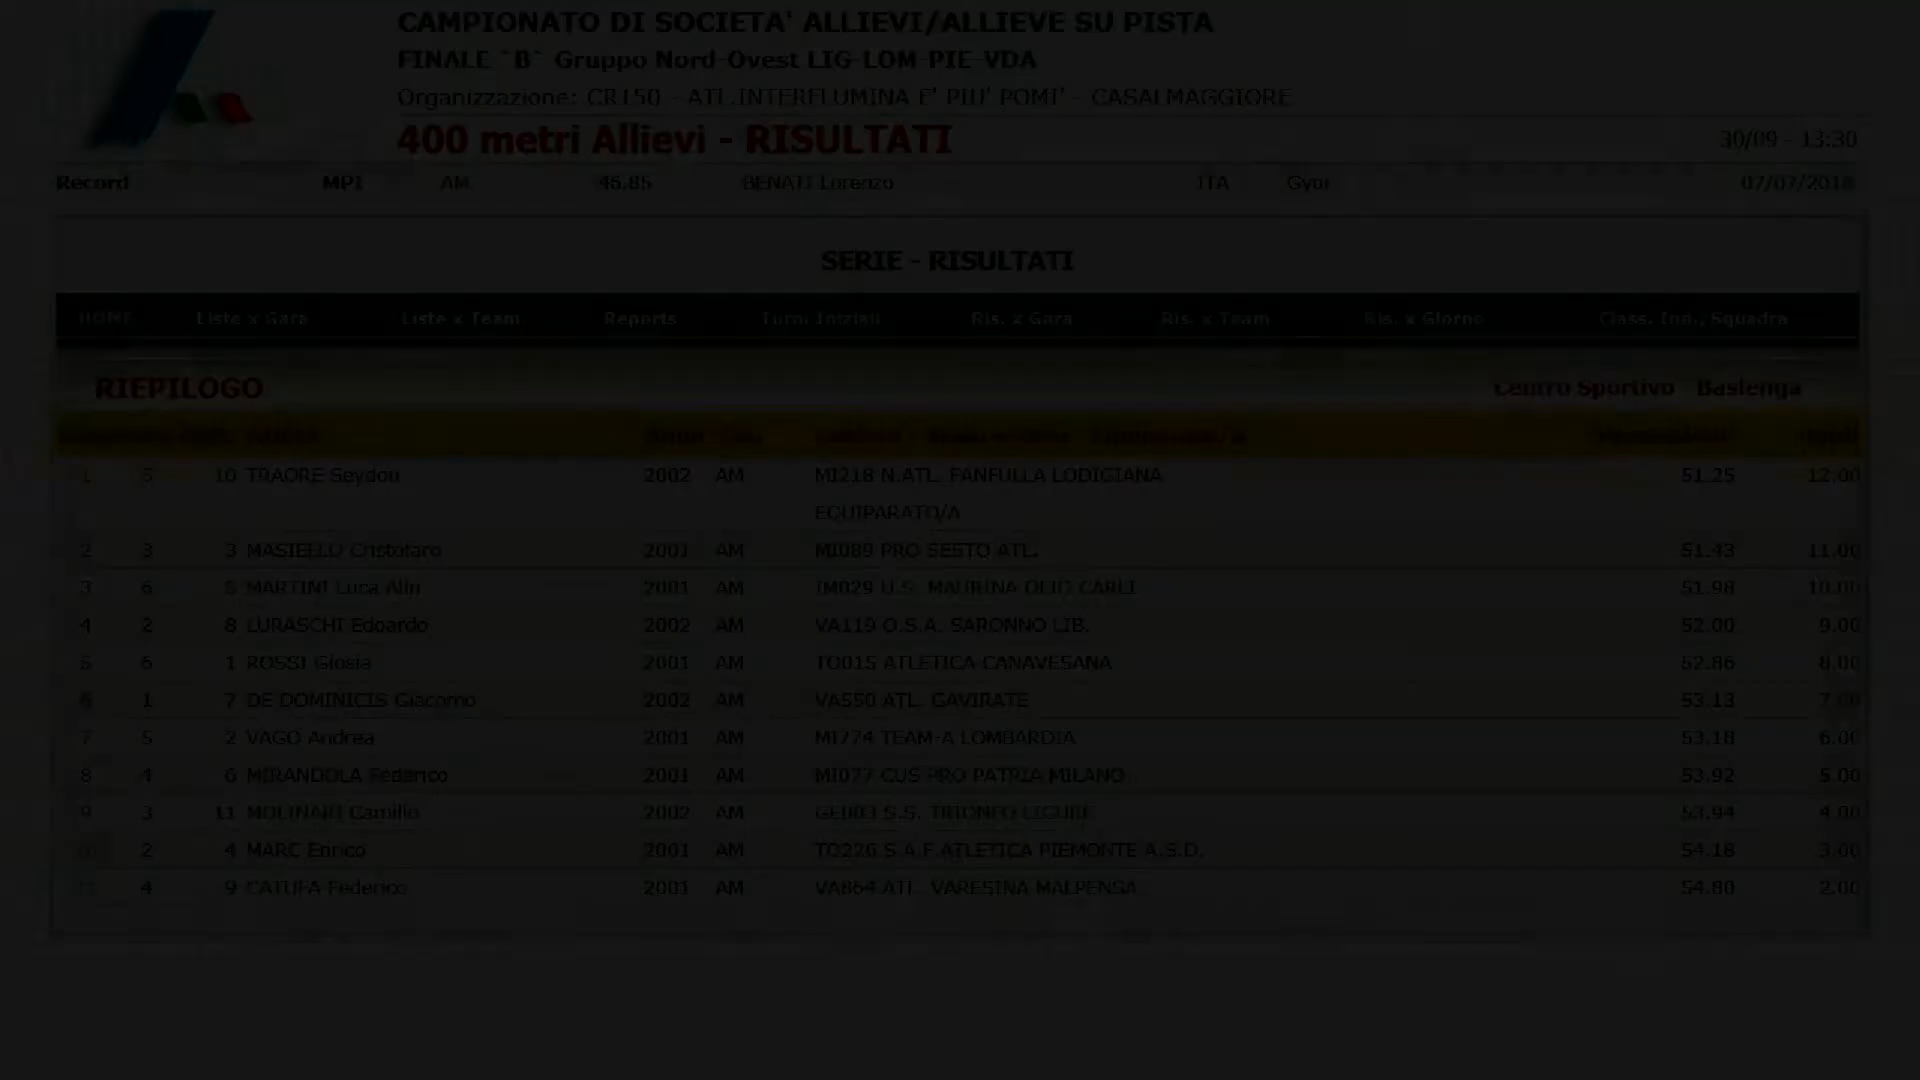 CAMPIONATO DI SOCIETA' ALLIEVI/ALLIEVE SU PISTA
FINALE `B` Gruppo Nord-Ovest LIG-LOM-PIE-VDA
Organizzazione: CR150 - ATL.INTERFLUMINA E' PIU' POMI' - CASALMAGGIORE
400 metri Allievi - RISULTATI 30/09 - 13:30
Record MPI AM 46.85 BENATI Lorenzo ITA Gyor 07/07/2018
SERIE - RISULTATI
HOME Liste x Gara Liste x Team Reports Turni Iniziali Ris. x Gara Ris. x Team Ris. x Giorno Class. Ind., Squadra
RIEPILOGO Centro Sportivo Baslenga
1 5 10 TRAORE Seydou 2002 AM MI218 N.ATL. FANFULLA LODIGIANA 51.25 12.00
EQUIPARATO/A
2 3 3 MASIELLO Cristofaro 2001 AM MI089 PRO SESTO ATL. 51.43 11.00
3 6 5 MARTINI Luca Alin 2001 AM IM029 U.S. MAURINA OLIO CARLI 51.98 10.00
4 2 8 LURASCHI Edoardo 2002 AM VA119 O.S.A. SARONNO LIB. 52.00 9.00
5 6 1 ROSSI Giosia 2001 AM TO015 ATLETICA CANAVESANA 52.86 8.00
6 1 7 DE DOMINICIS Giacomo 2002 AM VA550 ATL. GAVIRATE 53.13 7.00
7 5 2 VAGO Andrea 2001 AM MI774 TEAM-A LOMBARDIA 53.18 6.00
8 4 6 MIRANDOLA Federico 2001 AM MI077 CUS PRO PATRIA MILANO 53.92 5.00
9 3 11 MOLINARI Camillo 2002 AM GE003 S.S. TRIONFO LIGURE 53.94 4.00
2 4 MARC Enrico 2001 AM TO226 S.A.F.ATLETICA PIEMONTE A.S.D. 54.18 3.00
4 9 CATUFA Federico 2001 AM VA864 ATL. VARESINA MALPENSA 54.80 2.00